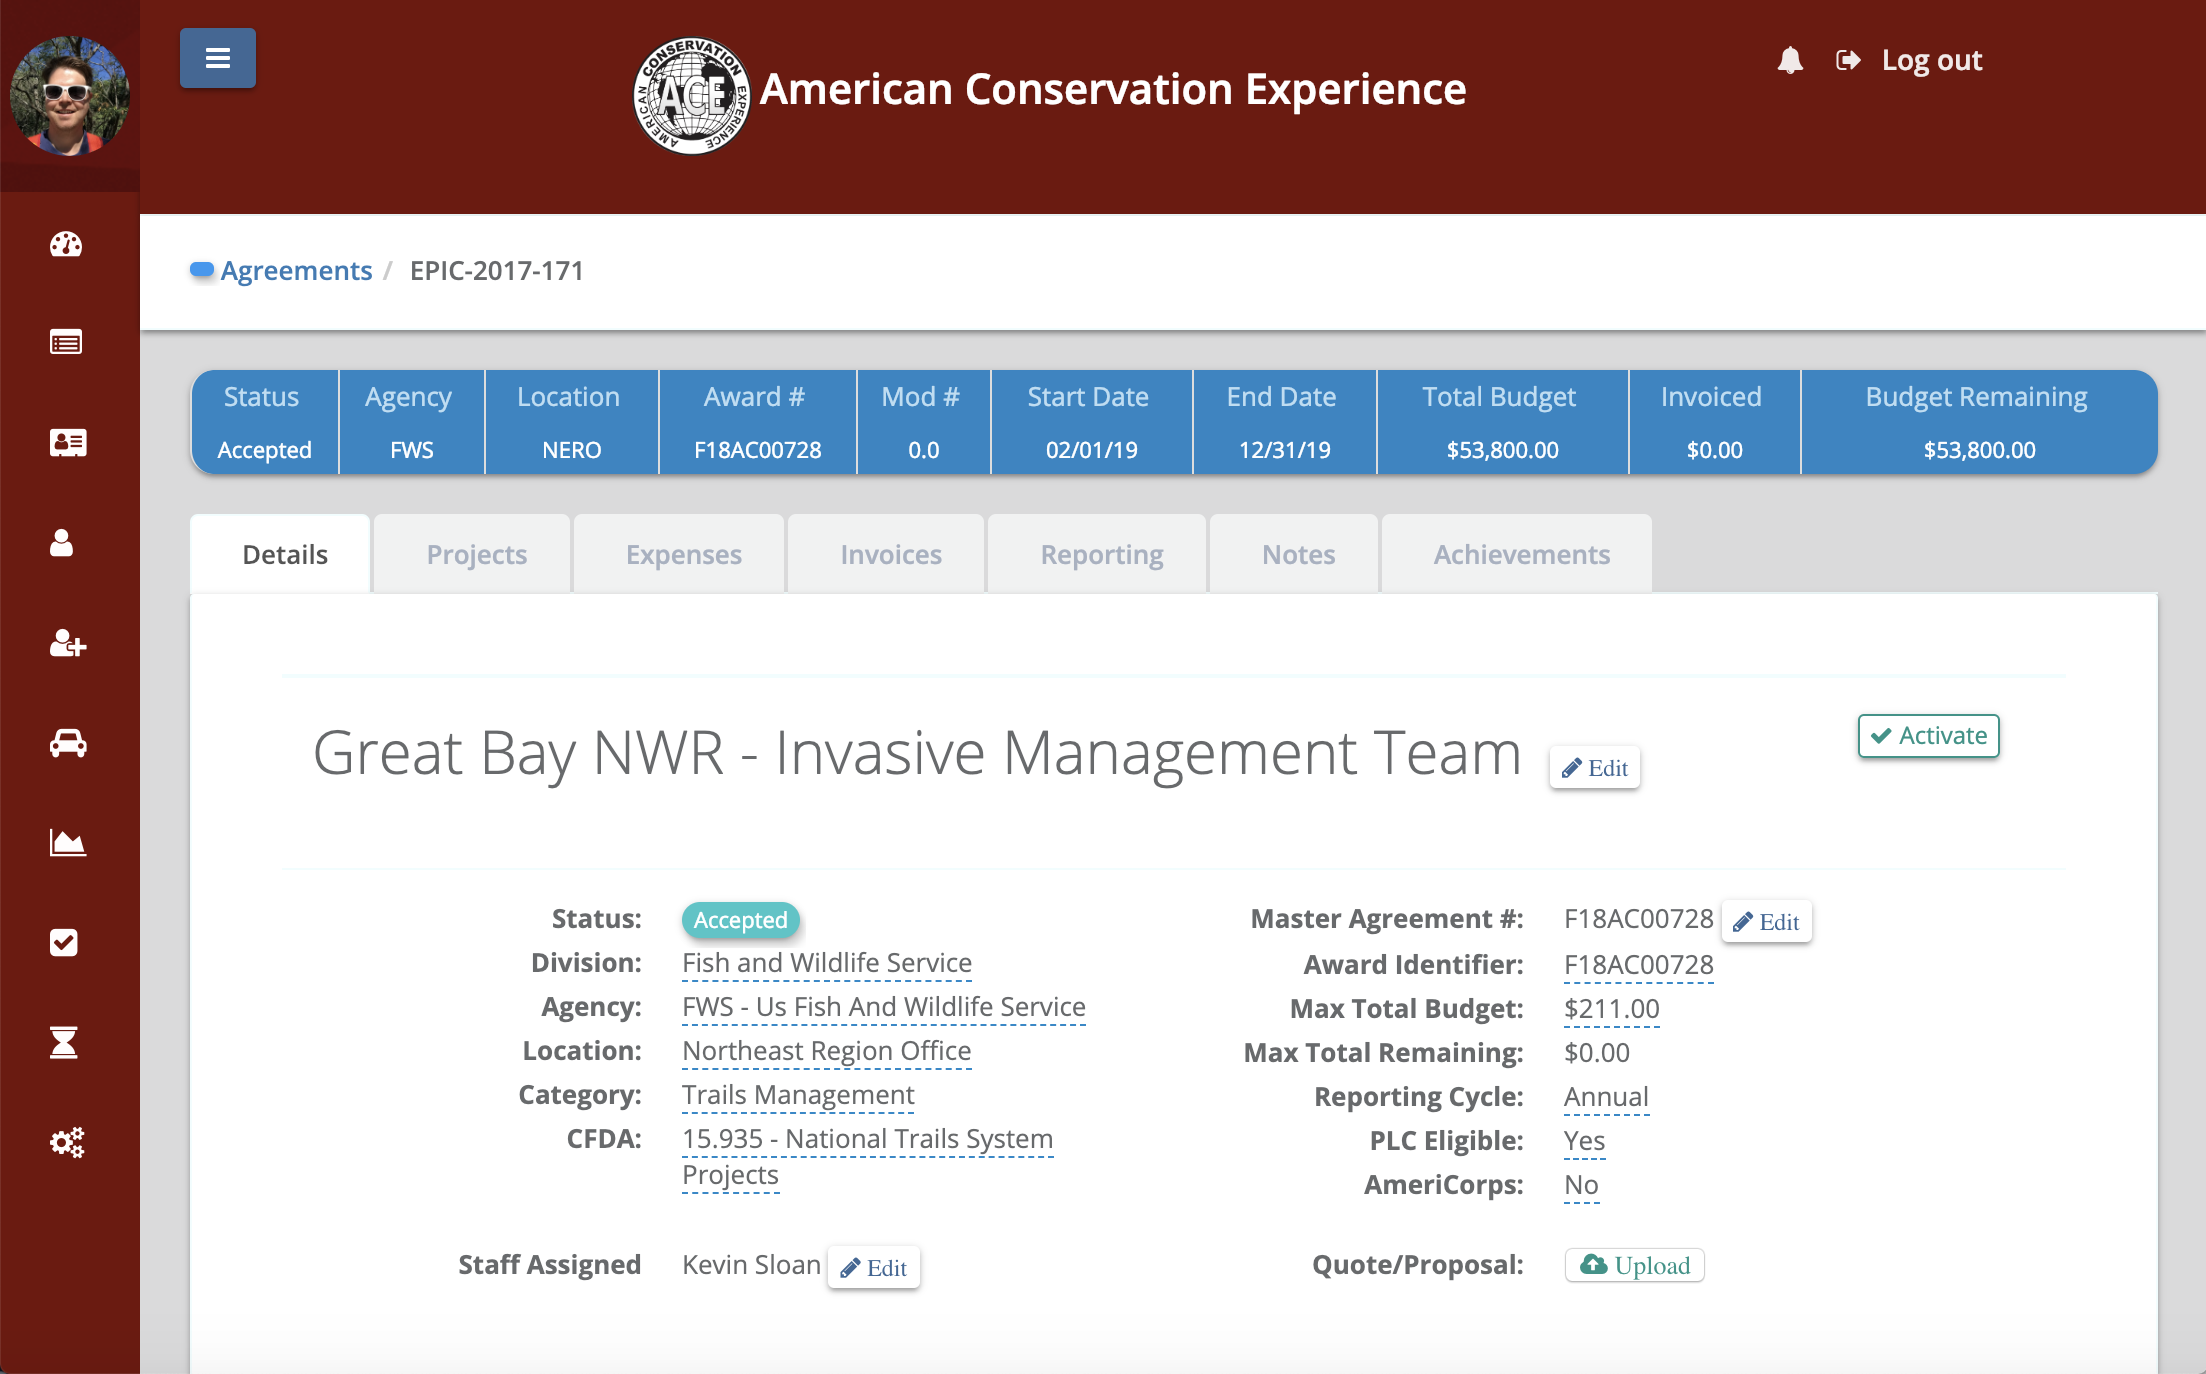 AMERICAN CONSERVATION EXPERIENCE
ACE
American Conservation Experience
Log out
Agreements / EPIC-2017-171
Status Agency Location Award # Mod # Start Date End Date Total Budget Invoiced Budget Remaining
Accepted FWS NERO F18AC00728 0.0 02/01/19 12/31/19 $53,800.00 $0.00 $53,800.00
Details Projects Expenses Invoices Reporting Notes Achievements
Great Bay NWR - Invasive Management Team Edit
Activate
Status: Accepted
Division: Fish and Wildlife Service
Agency: FWS - Us Fish And Wildlife Service
Location: Northeast Region Office
Category: Trails Management
CFDA: 15.935 - National Trails System
Projects
Staff Assigned Kevin Sloan Edit
Master Agreement #: F18AC00728 Edit
Award Identifier: F18AC00728
Max Total Budget: $211.00
Max Total Remaining: $0.00
Reporting Cycle: Annual
PLC Eligible: Yes
AmeriCorps: No
Quote/Proposal: Upload